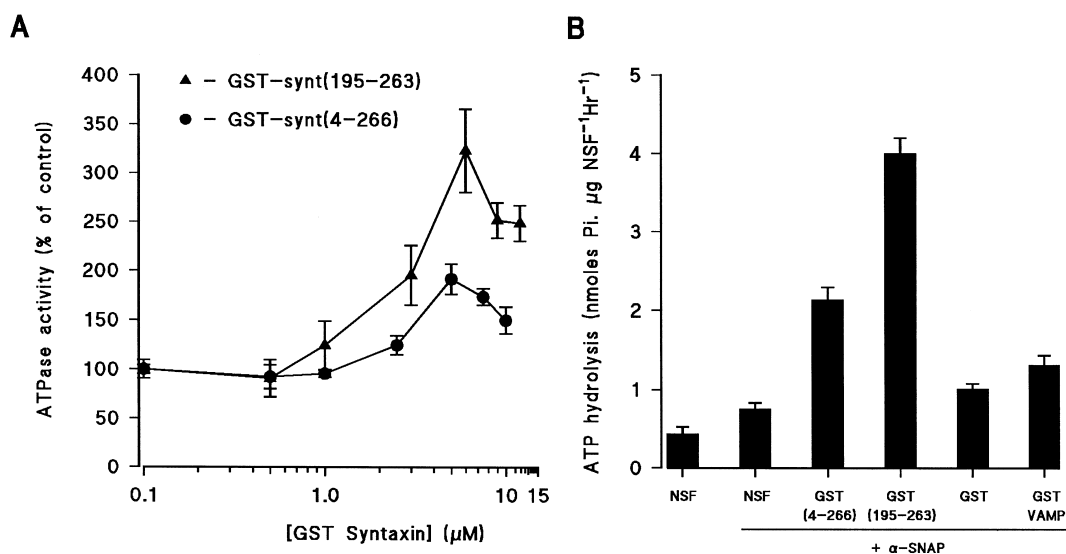 A
ATPase activity (% of control)
400
350
300
250
200
150
100
50
0
▲ – GST-synt(195-263)
● – GST-synt(4-266)
0.1 1.0 10 15
[GST Syntaxin] (µM)
B
ATP hydrolysis (nmoles Pi. µg NSF⁻¹Hr⁻¹)
5
4
3
2
1
0
NSF NSF GST GST GST GST
(4-266) (195-263) VAMP
+ α-SNAP